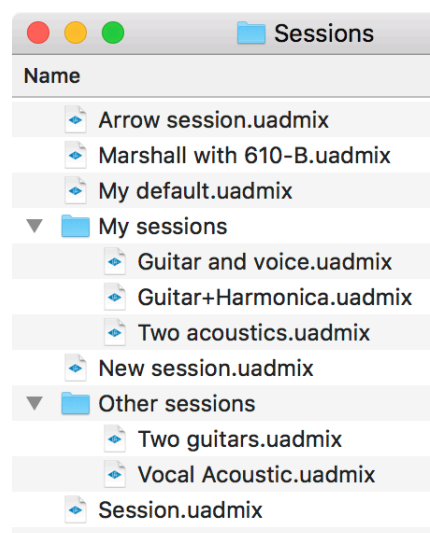 Sessions
Name
Arrow session.uadmix
Marshall with 610-B.uadmix
My default.uadmix
My sessions
Guitar and voice.uadmix
Guitar+Harmonica.uadmix
Two acoustics.uadmix
New session.uadmix
Other sessions
Two guitars.uadmix
Vocal Acoustic.uadmix
Session.uadmix